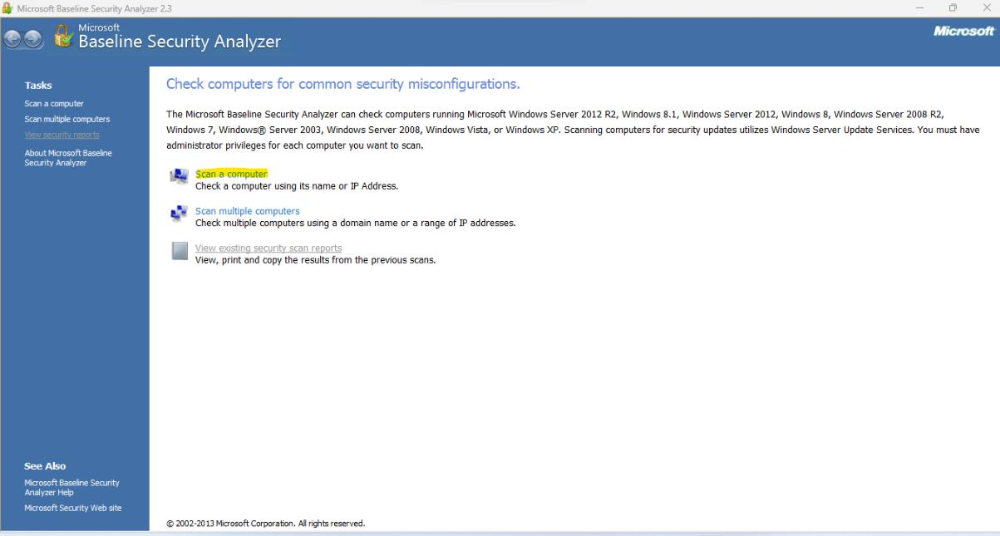 Microsoft Baseline Security Analyzer 2.3
Microsoft
Baseline Security Analyzer
Microsoft
Tasks
Scan a computer
Scan multiple computers
View security reports
About Microsoft Baseline
Security Analyzer
Check computers for common security misconfigurations.
The Microsoft Baseline Security Analyzer can check computers running Microsoft Windows Server 2012 R2, Windows 8.1, Windows Server 2012, Windows 8, Windows Server 2008 R2,
Windows 7, Windows® Server 2003, Windows Server 2008, Windows Vista, or Windows XP. Scanning computers for security updates utilizes Windows Server Update Services. You must have
administrator privileges for each computer you want to scan.
Scan a computer
Check a computer using its name or IP Address.
Scan multiple computers
Check multiple computers using a domain name or a range of IP addresses.
View existing security scan reports
View, print and copy the results from the previous scans.
See Also
Microsoft Baseline Security
Analyzer Help
Microsoft Security Web site
© 2002-2013 Microsoft Corporation. All rights reserved.